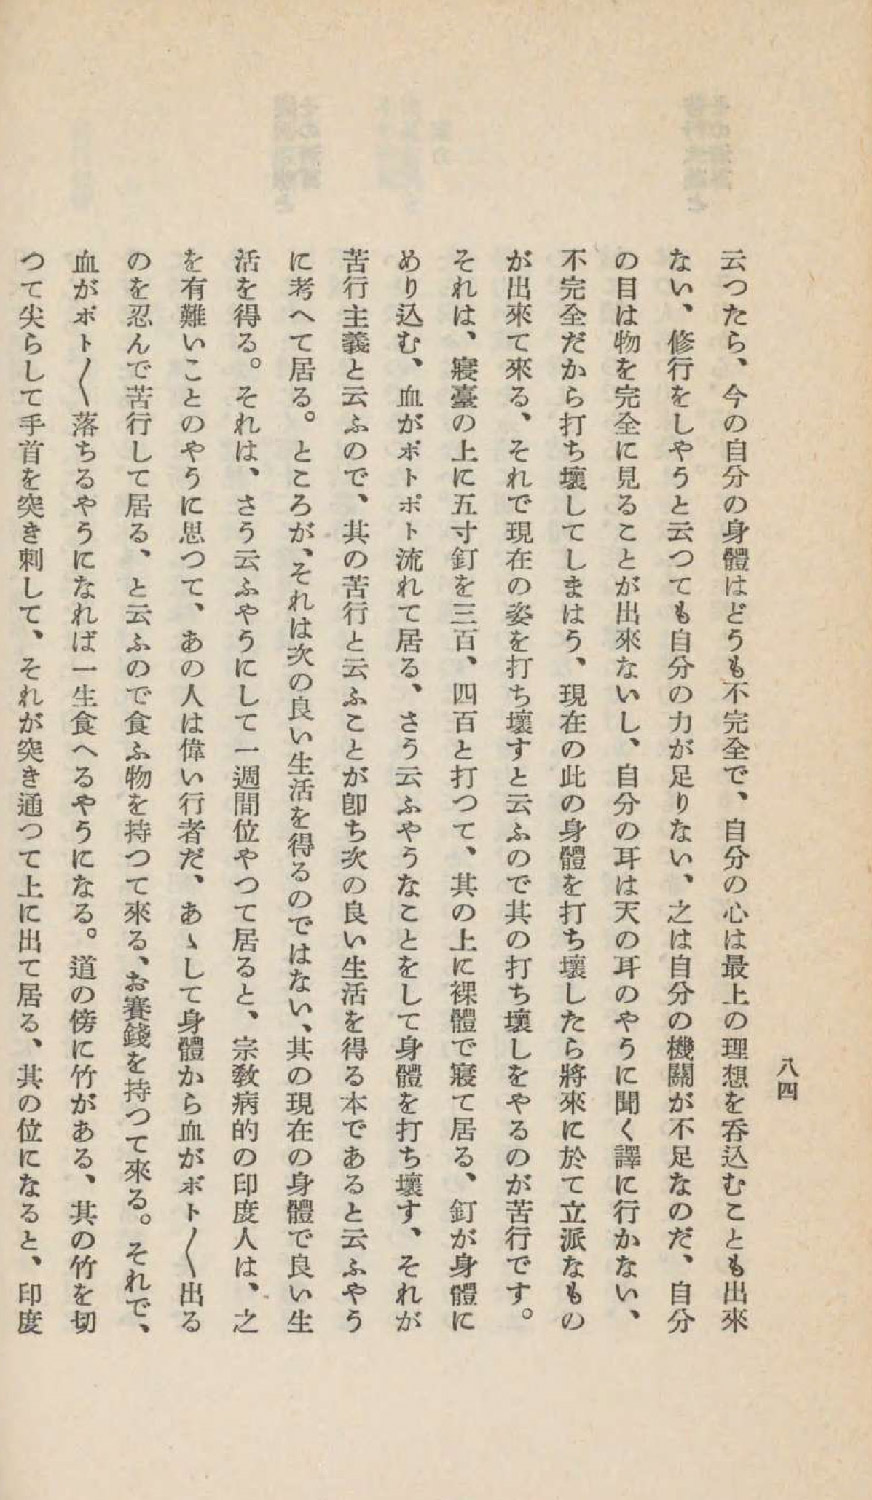 八四
云つたら、今の自分の身體はどうも不完全で、自分の心は最上の理想を吞込むことも出來
ない、修行をしやうと云つても自分の力が足りない、之は自分の機關が不足なのだ、自分
の目は物を完全に見ることが出來ないし、自分の耳は天の耳のやうに聞く譯に行かない、
不完全だから打ち壞してしまはう、現在の此の身體を打ち壞したら將來に於て立派なもの
が出來て來る、それで現在の姿を打ち壞すと云ふので其の打ち壞しをやるのが苦行です。
それは、寢臺の上に五寸釘を三百、四百と打つて、其の上に裸體で寢て居る、釘が身體に
めり込む、血がポトポト流れて居る、さう云ふやうなことをして身體を打ち壞す、それが
苦行主義と云ふので、其の苦行と云ふことが卽ち次の良い生活を得る本であると云ふやう
に考へて居る。ところが、それは次の良い生活を得るのではない、其の現在の身體で良い生
活を得る。それは、さう云ふやうにして一週間位やつて居ると、宗敎病的の印度人は、之
を有難いことのやうに思つて、あの人は偉い行者だ、あゝして身體から血がポト〱出る
のを忍んで苦行して居る、と云ふので食ふ物を持つて來る、お賽錢を持つて來る。それで、
血がポト〱落ちるやうになれば一生食へるやうになる。道の傍に竹がある、其の竹を切
つて尖らして手首を突き刺して、それが突き通つて上に出て居る、其の位になると、印度